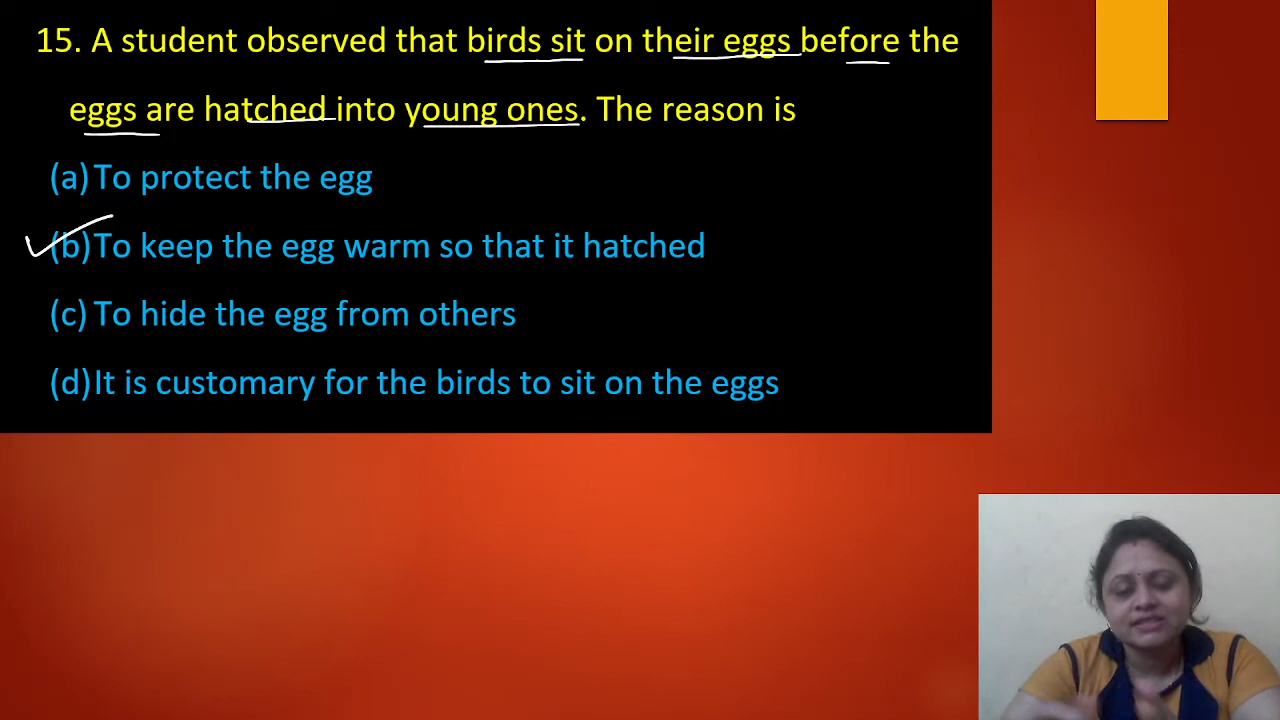 15. A student observed that birds sit on their eggs before the
eggs are hatched into young ones. The reason is
(a) To protect the egg
(b) To keep the egg warm so that it hatched
(c) To hide the egg from others
(d) It is customary for the birds to sit on the eggs